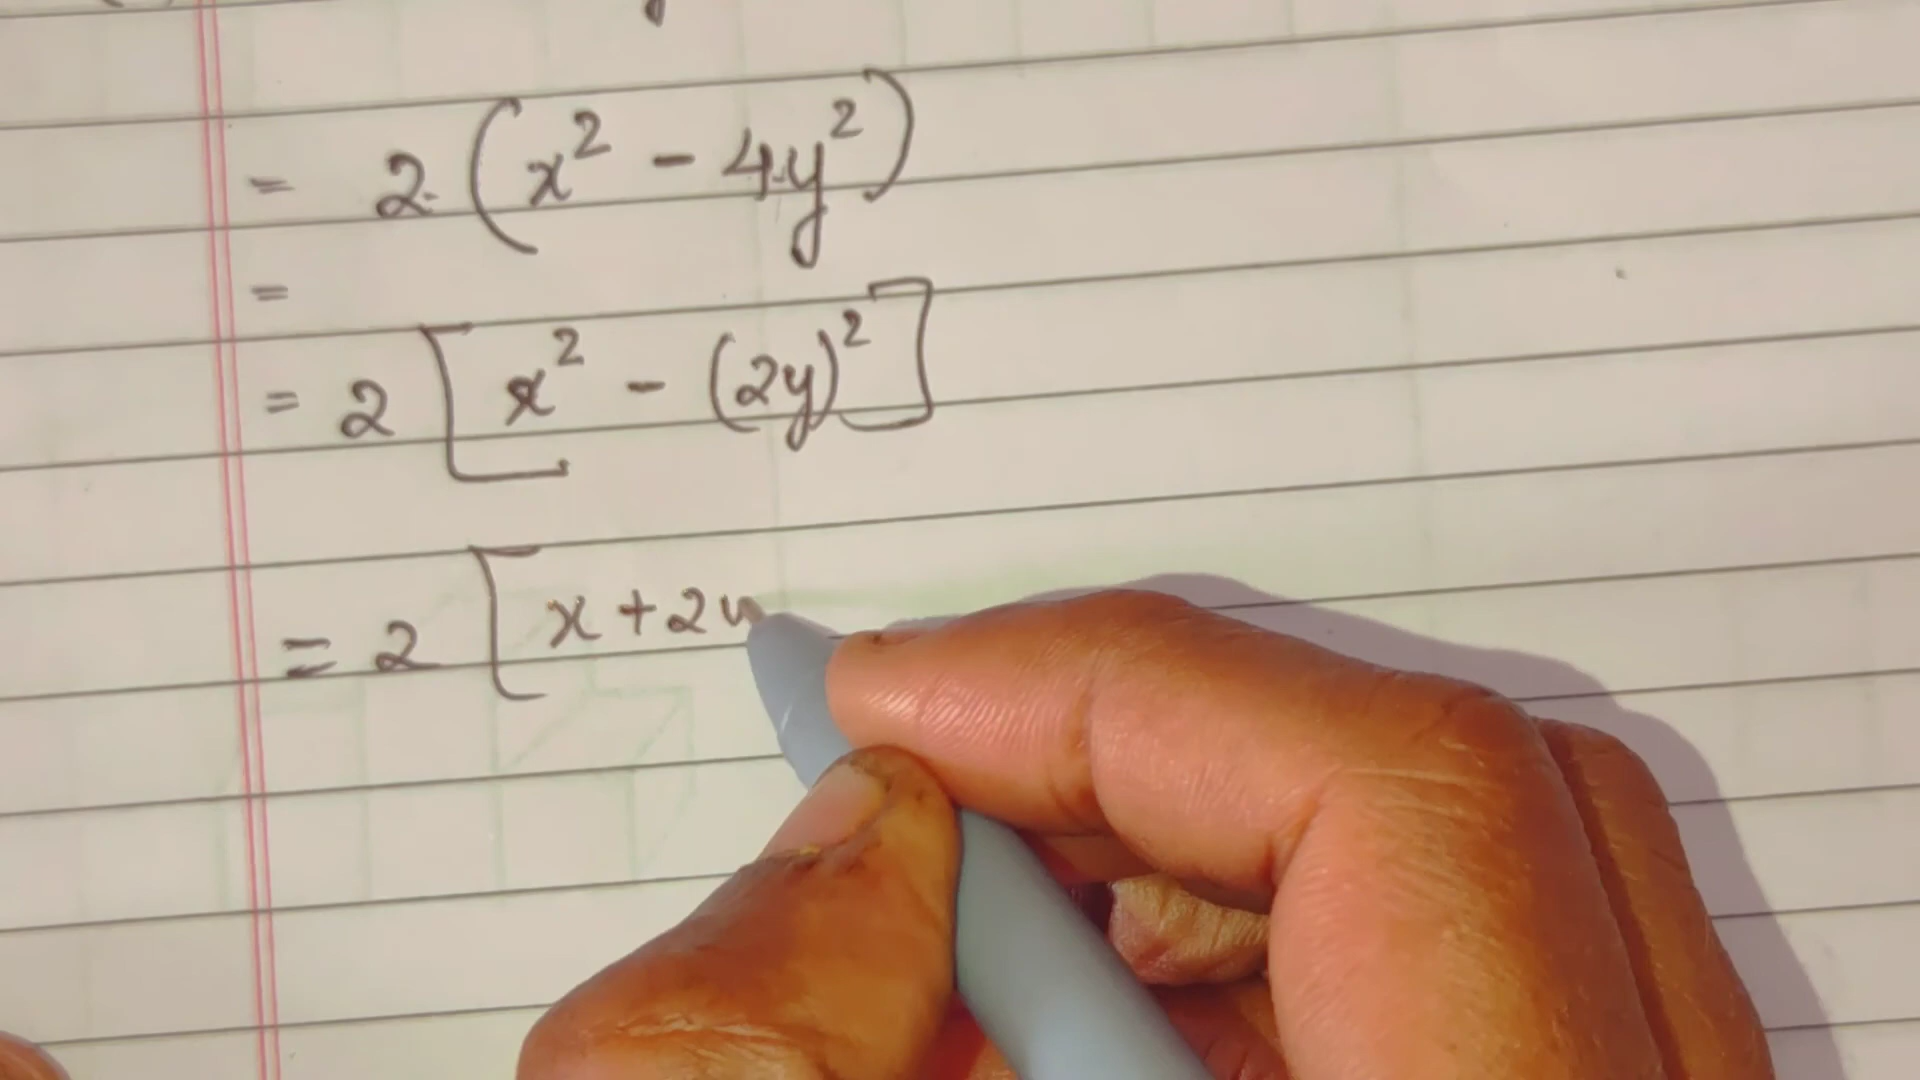 = 2 (x² - 4y²)
=
= 2 [x² - (2y)²]
= 2 [x + 2y